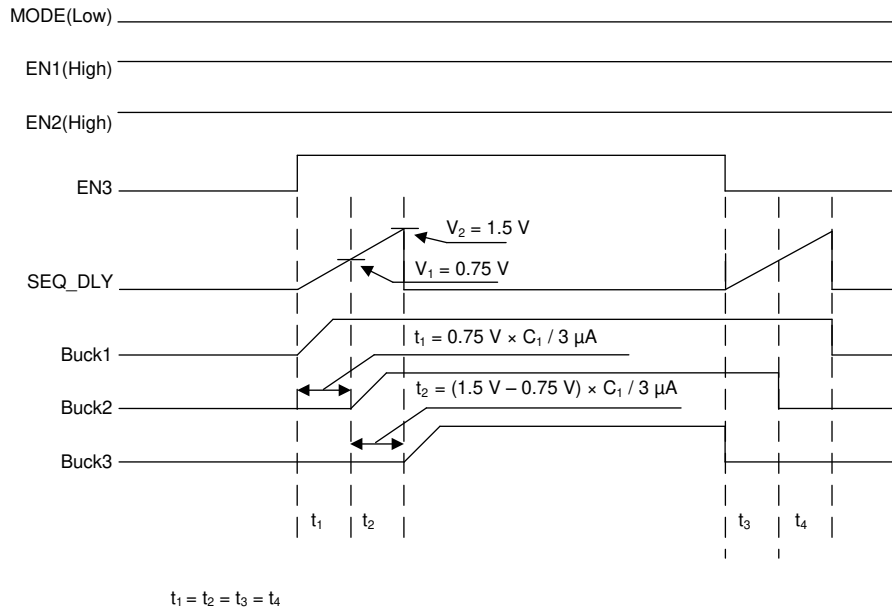 MODE(Low)
EN1(High)
EN2(High)
EN3
V₂ = 1.5 V
V₁ = 0.75 V
SEQ_DLY
t₁ = 0.75 V × C₁ / 3 µA
Buck1
t₂ = (1.5 V – 0.75 V) × C₁ / 3 µA
Buck2
Buck3
t₁ t₂ t₃ t₄
t₁ = t₂ = t₃ = t₄